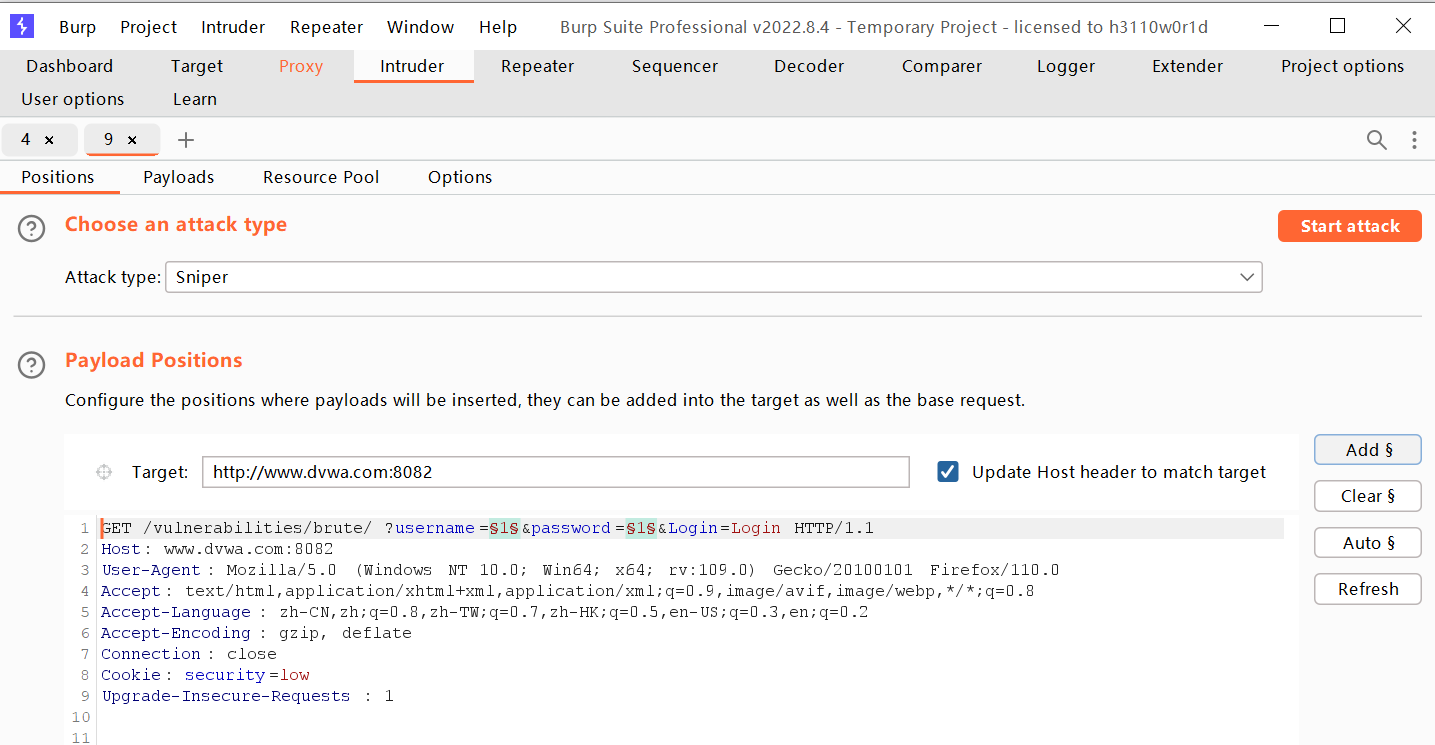 Burp Project Intruder Repeater Window Help Burp Suite Professional v2022.8.4 - Temporary Project - licensed to h3110w0r1d
Dashboard Target Proxy Intruder Repeater Sequencer Decoder Comparer Logger Extender Project options
User options Learn
4 × 9 × +
Positions Payloads Resource Pool Options
? Choose an attack type Start attack
Attack type: Sniper
? Payload Positions
Configure the positions where payloads will be inserted, they can be added into the target as well as the base request.
Add §
Target: http://www.dvwa.com:8082 Update Host header to match target
Clear §
1 GET /vulnerabilities/brute/ ?username=§1§&password=§1§&Login=Login HTTP/1.1
Auto §
2 Host: www.dvwa.com:8082
3 User-Agent: Mozilla/5.0 (Windows NT 10.0; Win64; x64; rv:109.0) Gecko/20100101 Firefox/110.0
Refresh
4 Accept: text/html,application/xhtml+xml,application/xml;q=0.9,image/avif,image/webp,*/*;q=0.8
5 Accept-Language: zh-CN,zh;q=0.8,zh-TW;q=0.7,zh-HK;q=0.5,en-US;q=0.3,en;q=0.2
6 Accept-Encoding: gzip, deflate
7 Connection: close
8 Cookie: security=low
9 Upgrade-Insecure-Requests : 1
10
11